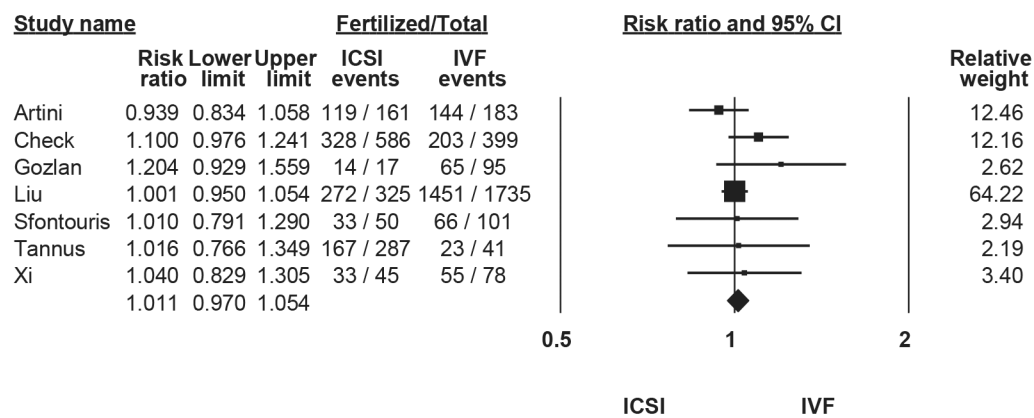 Study name Fertilized/Total Risk ratio and 95% CI
Risk Lower Upper ICSI IVF Relative
ratio limit limit events events weight
Artini 0.939 0.834 1.058 119 / 161 144 / 183 12.46
Check 1.100 0.976 1.241 328 / 586 203 / 399 12.16
Gozlan 1.204 0.929 1.559 14 / 17 65 / 95 2.62
Liu 1.001 0.950 1.054 272 / 325 1451 / 1735 64.22
Sfontouris 1.010 0.791 1.290 33 / 50 66 / 101 2.94
Tannus 1.016 0.766 1.349 167 / 287 23 / 41 2.19
Xi 1.040 0.829 1.305 33 / 45 55 / 78 3.40
1.011 0.970 1.054
0.5 1 2
ICSI IVF